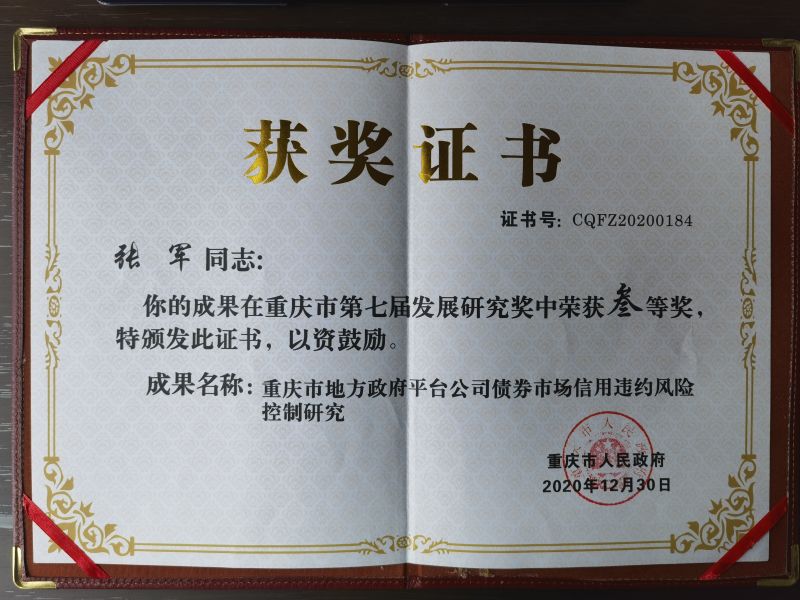 获奖证书
证书号：CQFZ20200184
张 军 同志：
你的成果在重庆市第七届发展研究奖中荣获叁等奖，
特颁发此证书，以资鼓励。
成果名称：重庆市地方政府平台公司债券市场信用违约风险
控制研究
重庆市人民政府
2020年12月30日